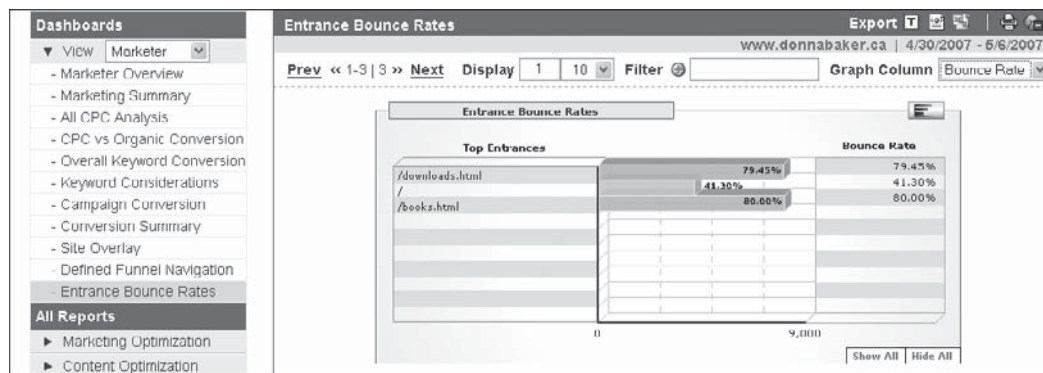 Dashboards
View Marketer
- Marketer Overview
- Marketing Summary
- All CPC Analysis
- CPC vs Organic Conversion
- Overall Keyword Conversion
- Keyword Considerations
- Campaign Conversion
- Conversion Summary
- Site Overlay
- Defined Funnel Navigation
- Entrance Bounce Rates
All Reports
Marketing Optimization
Content Optimization
Entrance Bounce Rates Export T
www.donnabaker.ca | 4/30/2007 - 5/6/2007
Prev « 1-3 | 3 » Next Display 1 10 Filter Graph Column Bounce Rate
Entrance Bounce Rates
Top Entrances Bounce Rate
/downloads.html 79.45% 79.45%
/ 41.30% 41.30%
/books.html 80.00% 80.00%
0 9,000
Show All Hide All